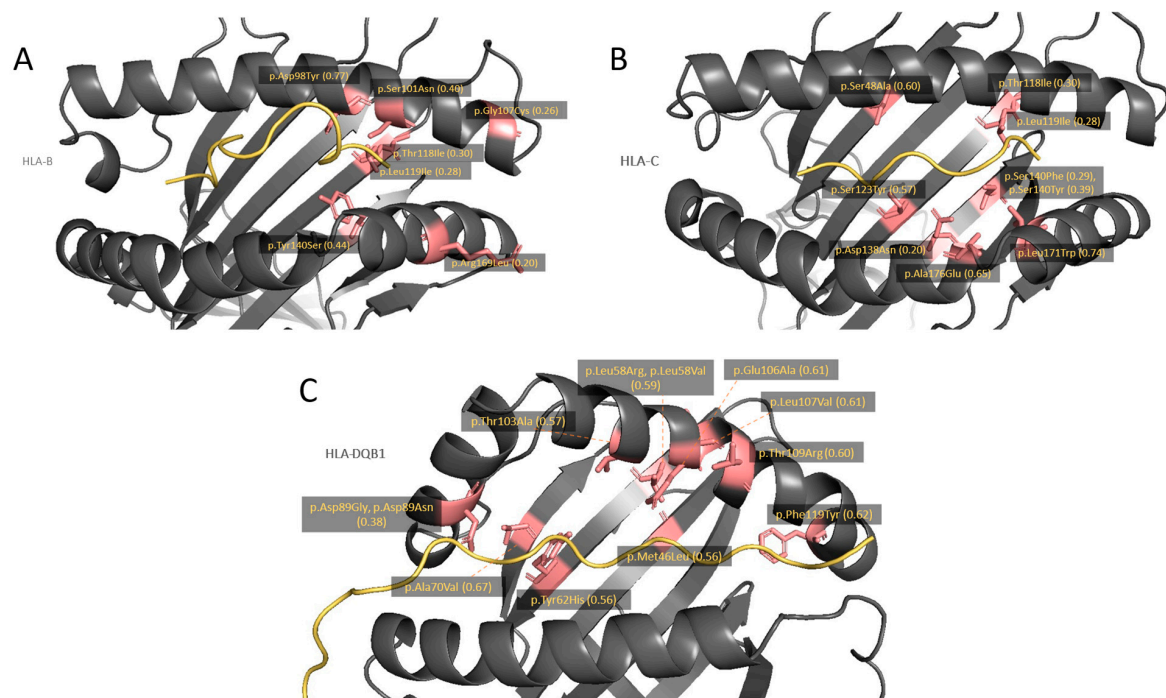 A
p.Asp98Tyr (0.77)
p.Ser101Asn (0.40)
p.Gly107Cys (0.26)
HLA-B
p.Thr118Ile (0.30)
p.Leu119Ile (0.28)
p.Tyr140Ser (0.44)
p.Arg169Leu (0.20)
B
p.Ser48Ala (0.60)
p.Thr118Ile (0.30)
p.Leu119Ile (0.28)
HLA-C
p.Ser140Phe (0.29),
p.Ser140Tyr (0.39)
p.Ser123Tyr (0.57)
p.Asp138Asn (0.20)
p.Leu171Trp (0.74)
p.Ala176Glu (0.65)
C
p.Leu58Arg, p.Leu58Val
(0.59)
p.Glu106Ala (0.61)
p.Leu107Val (0.61)
p.Thr103Ala (0.57)
HLA-DQB1
p.Thr109Arg (0.60)
p.Asp89Gly, p.Asp89Asn
(0.38)
p.Phe119Tyr (0.62)
p.Met46Leu (0.56)
p.Ala70Val (0.67)
p.Tyr62His (0.56)